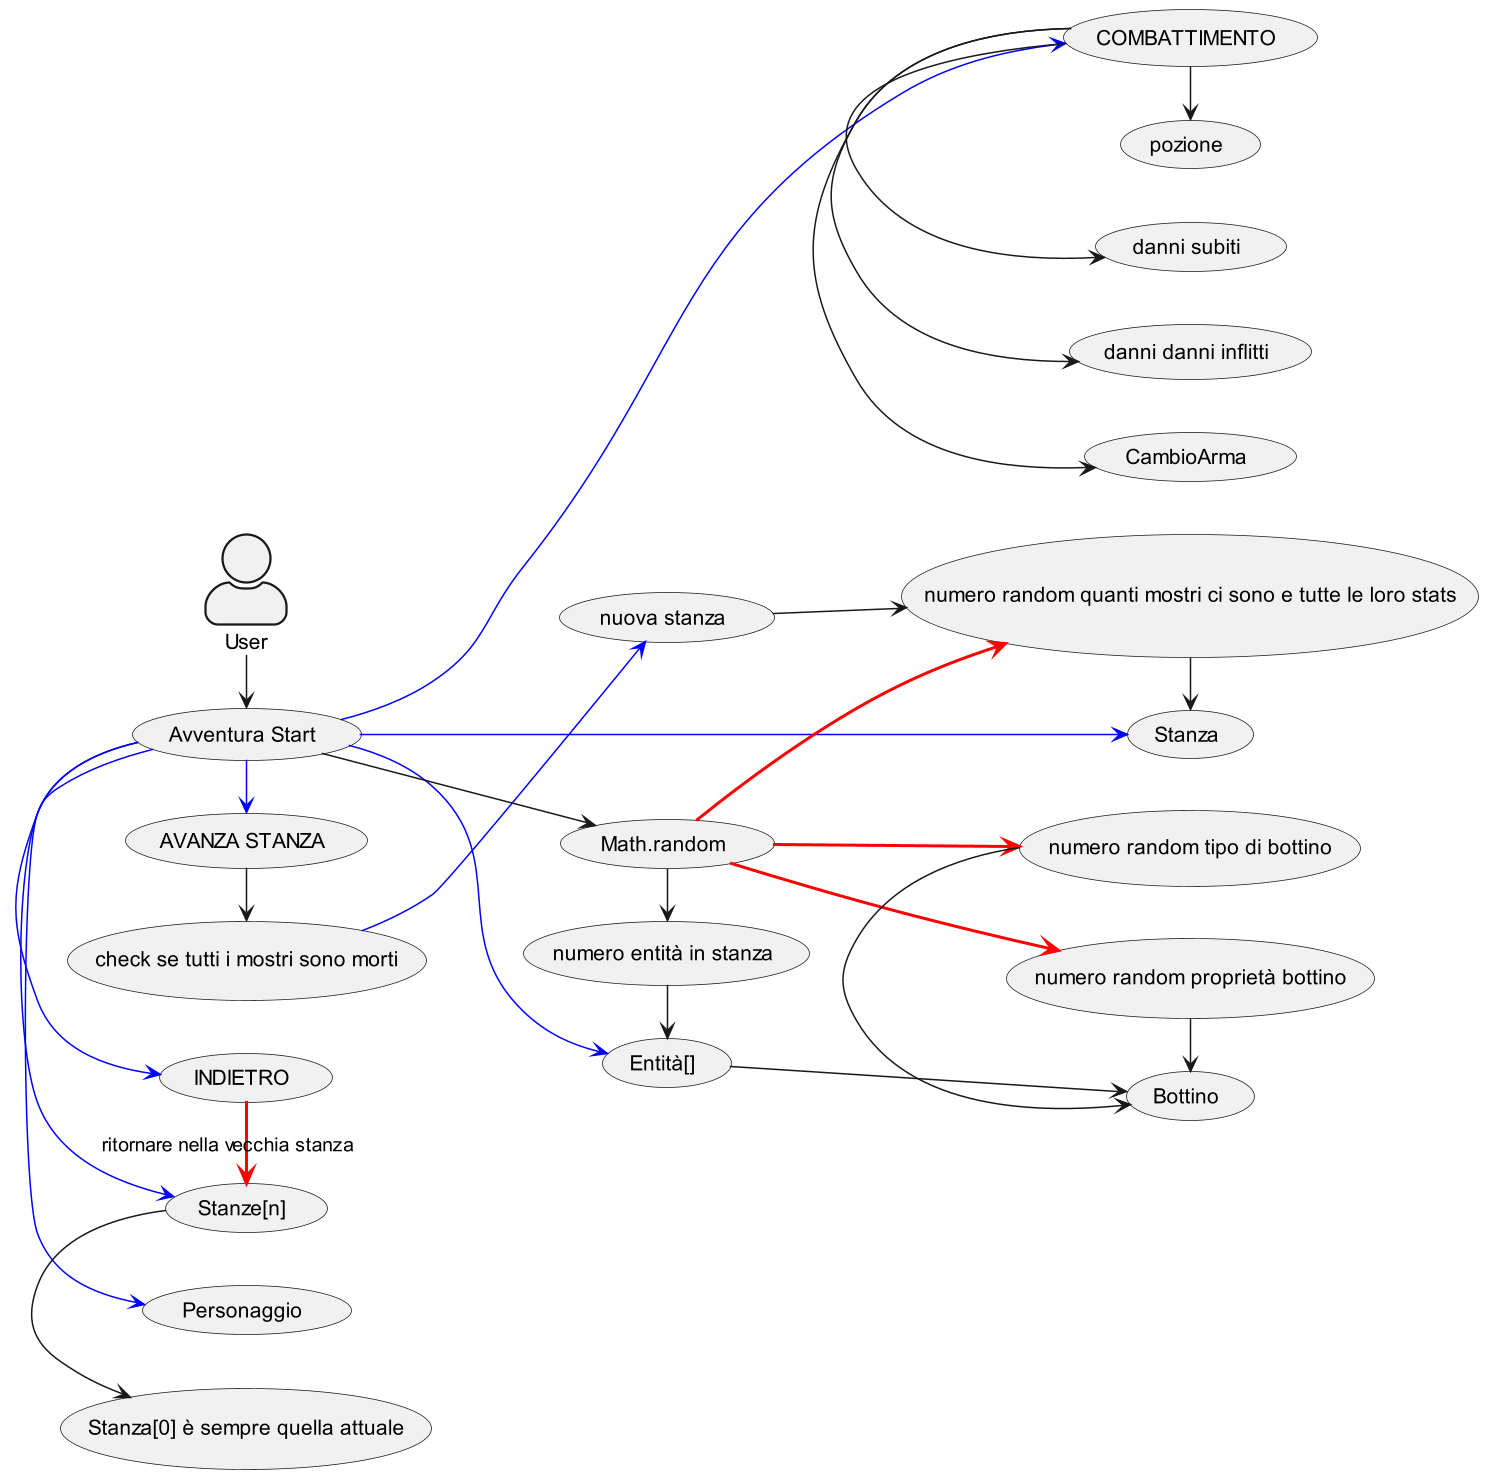 COMBATTIMENTO
pozione
danni subiti
danni danni inflitti
CambioArma
User
nuova stanza
numero random quanti mostri ci sono e tutte le loro stats
Avventura Start
Stanza
AVANZA STANZA
Math.random
numero random tipo di bottino
check se tutti i mostri sono morti
numero entità in stanza
numero random proprietà bottino
INDIETRO
Entità[]
Bottino
ritornare nella vecchia stanza
Stanze[n]
Personaggio
Stanza[0] è sempre quella attuale